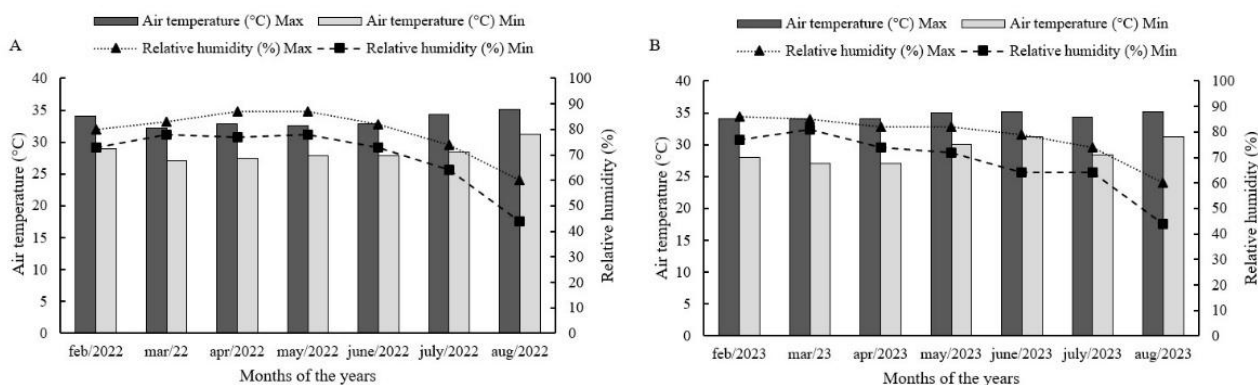 A
Air temperature (°C) Max
Air temperature (°C) Min
Relative humidity (%) Max
Relative humidity (%) Min
Air temperature (°C)
40
35
30
25
20
15
10
5
0
100
90
80
70
60
50
40
30
20
10
0
Relative humidity (%)
feb/2022 mar/22 apr/2022 may/2022 june/2022 july/2022 aug/2022
Months of the years
B
Air temperature (°C) Max
Air temperature (°C) Min
Relative humidity (%) Max
Relative humidity (%) Min
Air temperature (°C)
40
35
30
25
20
15
10
5
0
100
90
80
70
60
50
40
30
20
10
0
Relative humidity (%)
feb/2023 mar/23 apr/2023 may/2023 june/2023 july/2023 aug/2023
Months of the years